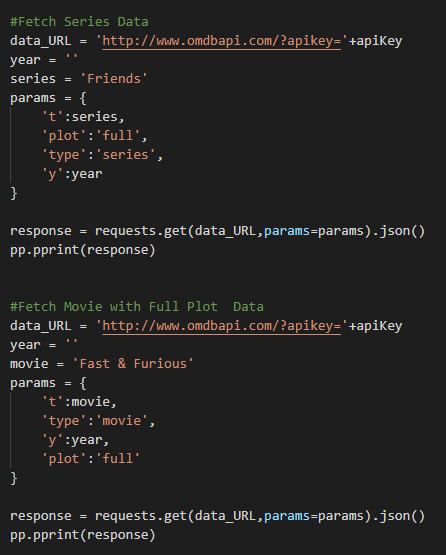 #Fetch Series Data
data_URL = 'http://www.omdbapi.com/?apikey='+apiKey
year = ''
series = 'Friends'
params = {
    't':series,
    'plot':'full',
    'type':'series',
    'y':year
}
response = requests.get(data_URL,params=params).json()
pp.pprint(response)
#Fetch Movie with Full Plot  Data
data_URL = 'http://www.omdbapi.com/?apikey='+apiKey
year = ''
movie = 'Fast & Furious'
params = {
    't':movie,
    'type':'movie',
    'y':year,
    'plot':'full'
}
response = requests.get(data_URL,params=params).json()
pp.pprint(response)